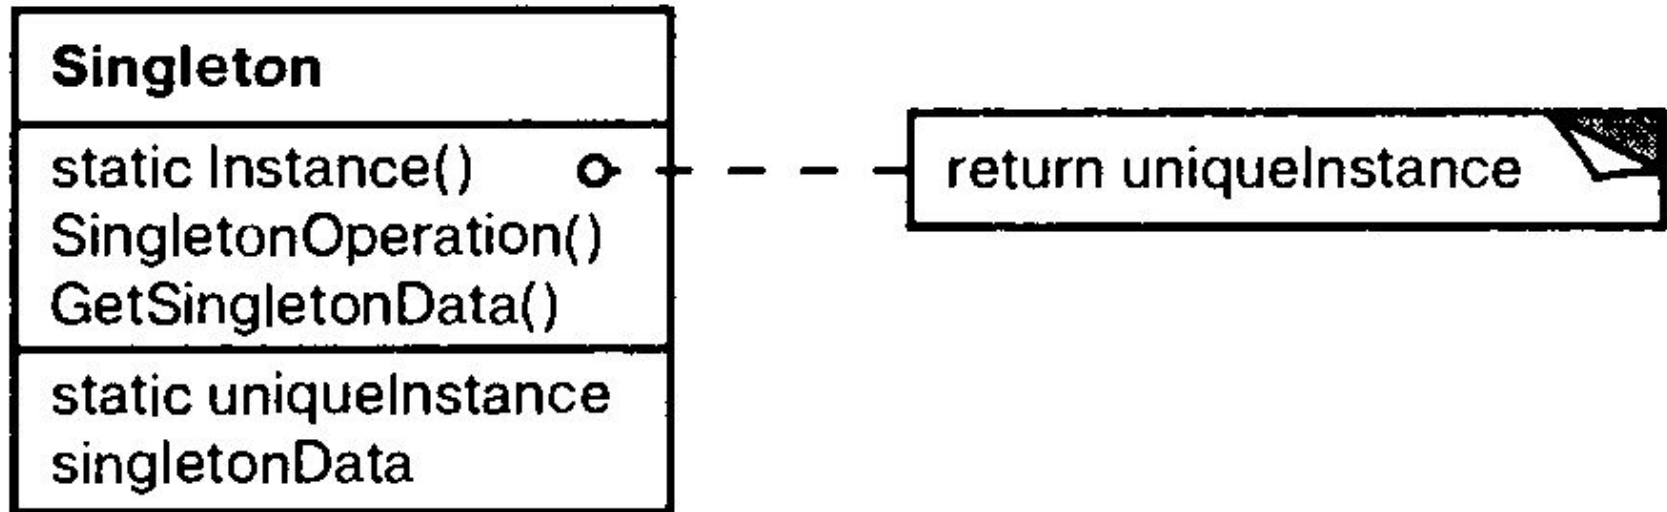 Singleton
static Instance()
return uniqueInstance
SingletonOperation()
GetSingletonData()
static uniqueInstance
singletonData